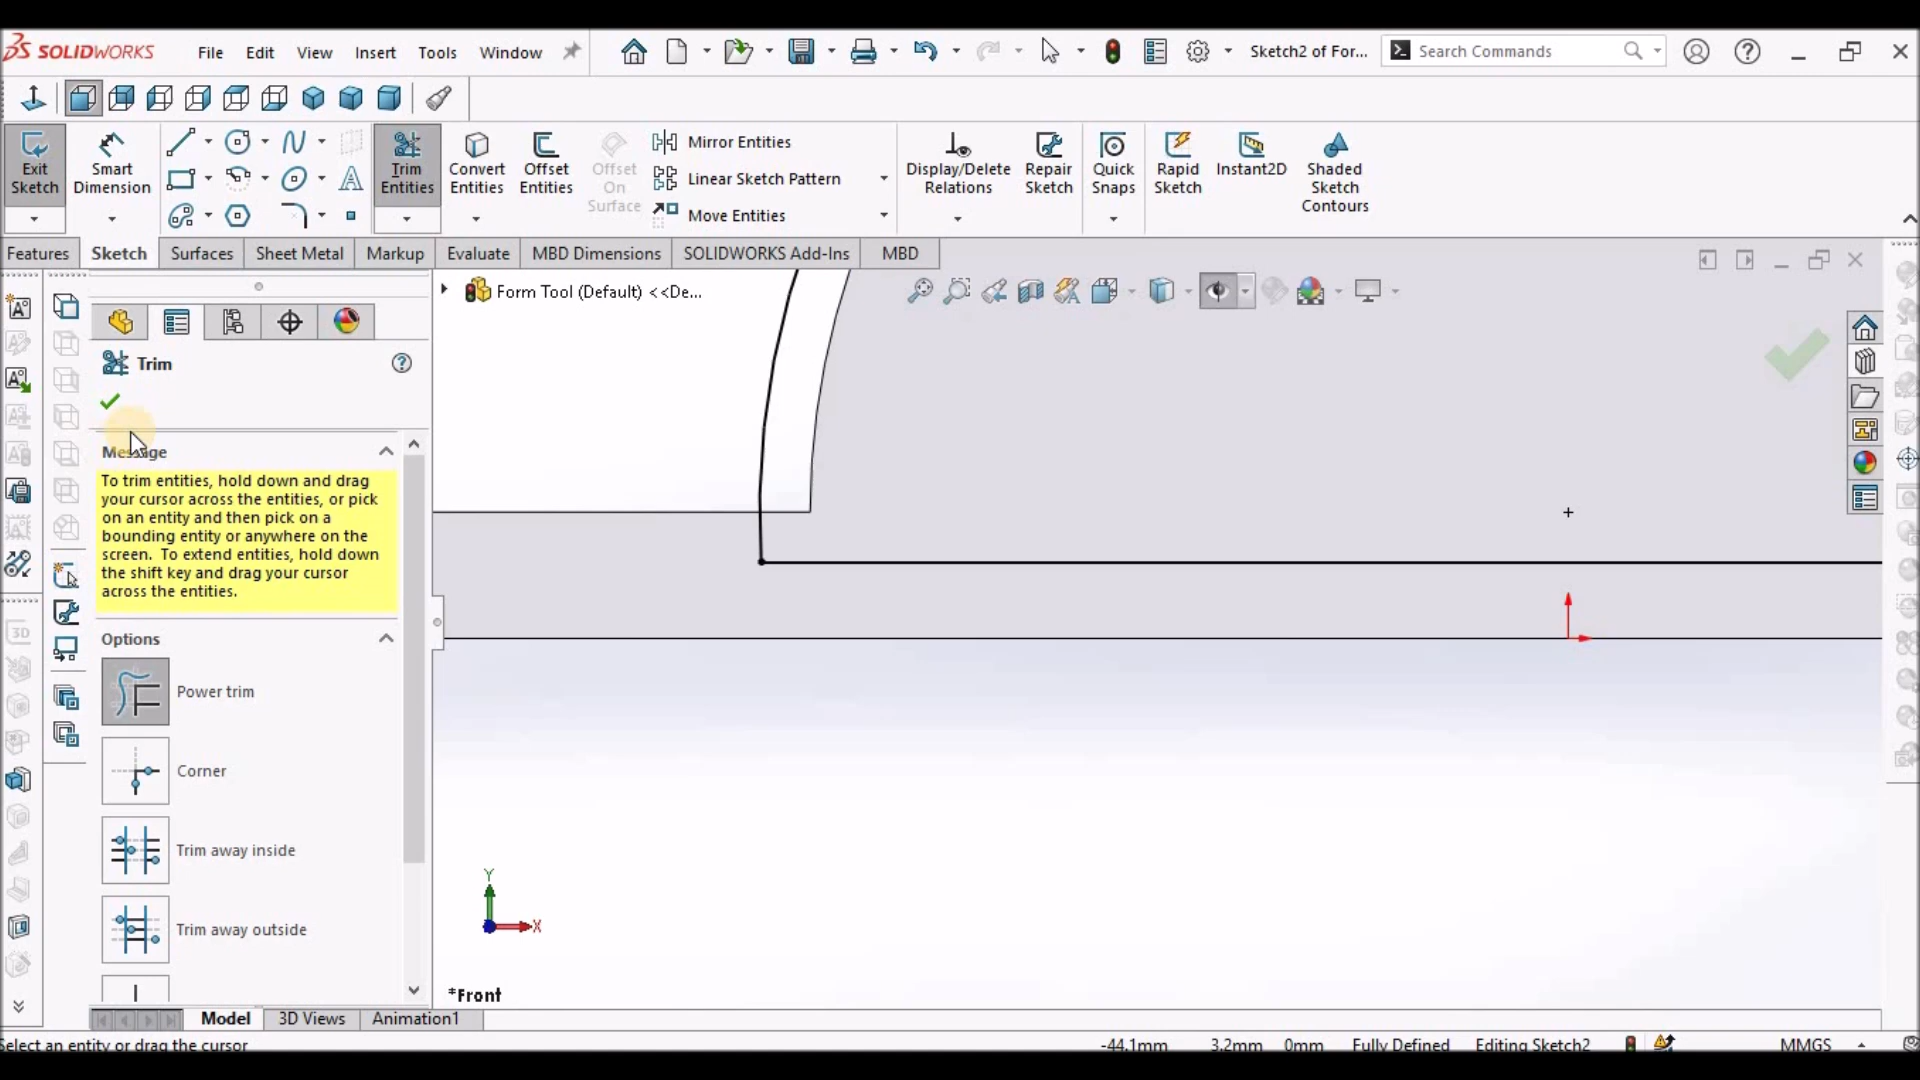 SOLIDWORKS
File Edit View Insert Tools Window
Sketch2 of For...
Search Commands
Exit Sketch
Smart Dimension
Trim Entities
Convert Entities
Offset Entities
Offset On Surface
Mirror Entities
Linear Sketch Pattern
Move Entities
Display/Delete Relations
Repair Sketch
Quick Snaps
Rapid Sketch
Instant2D
Shaded Sketch Contours
Features Sketch Surfaces Sheet Metal Markup Evaluate MBD Dimensions SOLIDWORKS Add-Ins MBD
Form Tool (Default) <<De...
Trim
Message
To trim entities, hold down and drag
your cursor across the entities, or pick
on an entity and then pick on a
bounding entity or anywhere on the
screen. To extend entities, hold down
the shift key and drag your cursor
across the entities.
Options
Power trim
Corner
Trim away inside
Trim away outside
Y
X
*Front
Model 3D Views Animation1
Select an entity or drag the cursor
-44.1mm 3.2mm 0mm Fully Defined Editing Sketch2 MMGS